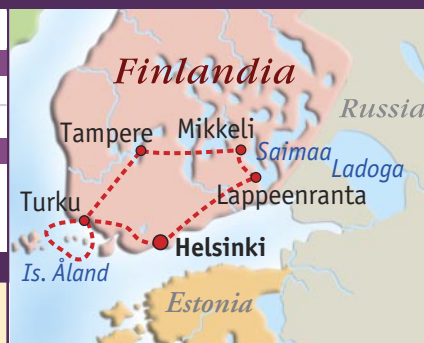 Finlandia
Russia
Tampere
Mikkeli
Saimaa
Ladoga
Lappeenranta
Turku
Helsinki
Is. Åland
Estonia